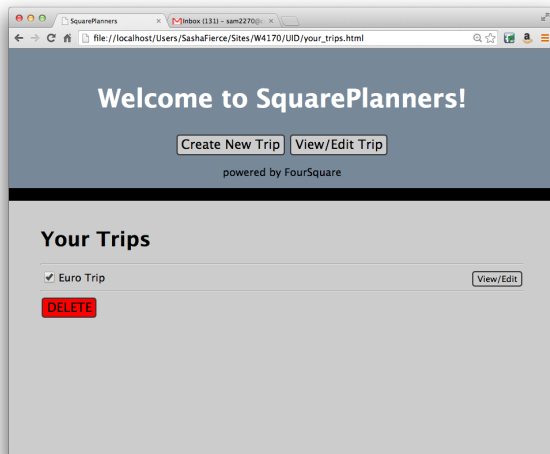 SquarePlanners
Inbox (131) – sam2270@
file://localhost/Users/SashaFierce/Sites/W4170/UID/your_trips.html
Welcome to SquarePlanners!
Create New Trip View/Edit Trip
powered by FourSquare
Your Trips
Euro Trip View/Edit
DELETE